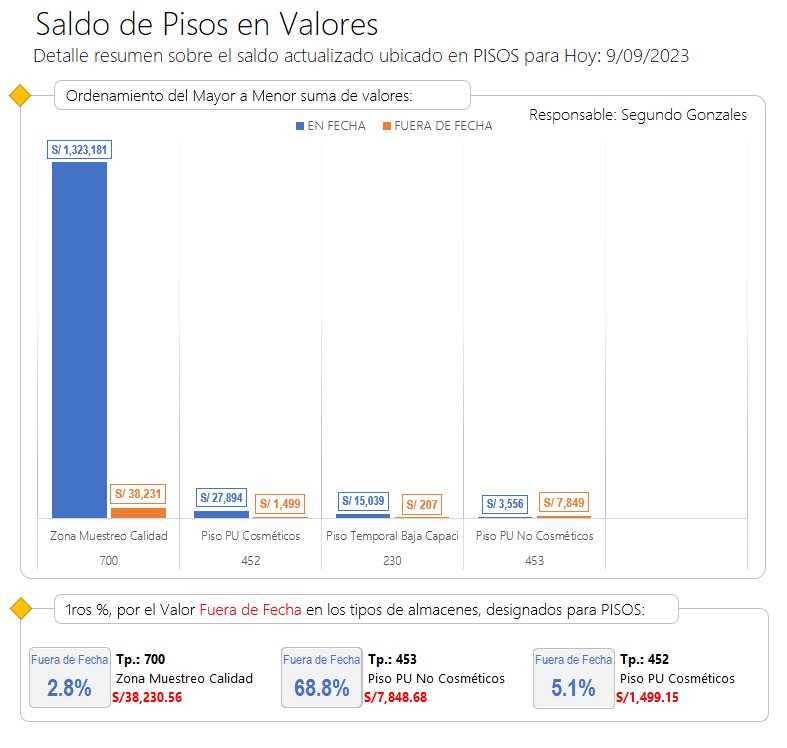 Saldo de Pisos en Valores
Detalle resumen sobre el saldo actualizado ubicado en PISOS para Hoy: 9/09/2023
Ordenamiento del Mayor a Menor suma de valores:
Responsable: Segundo Gonzales
EN FECHA FUERA DE FECHA
S/ 1,323,181
S/ 38,231
S/ 27,894
S/ 1,499
S/ 15,039
S/ 207
S/ 3,556
S/ 7,849
Zona Muestreo Calidad Piso PU Cosméticos Piso Temporal Baja Capaci Piso PU No Cosméticos
700 452 230 453
1ros %, por el Valor Fuera de Fecha en los tipos de almacenes, designados para PISOS:
Fuera de Fecha
2.8%
Tp.: 700
Zona Muestreo Calidad
S/38,230.56
Fuera de Fecha
68.8%
Tp.: 453
Piso PU No Cosméticos
S/7,848.68
Fuera de Fecha
5.1%
Tp.: 452
Piso PU Cosméticos
S/1,499.15